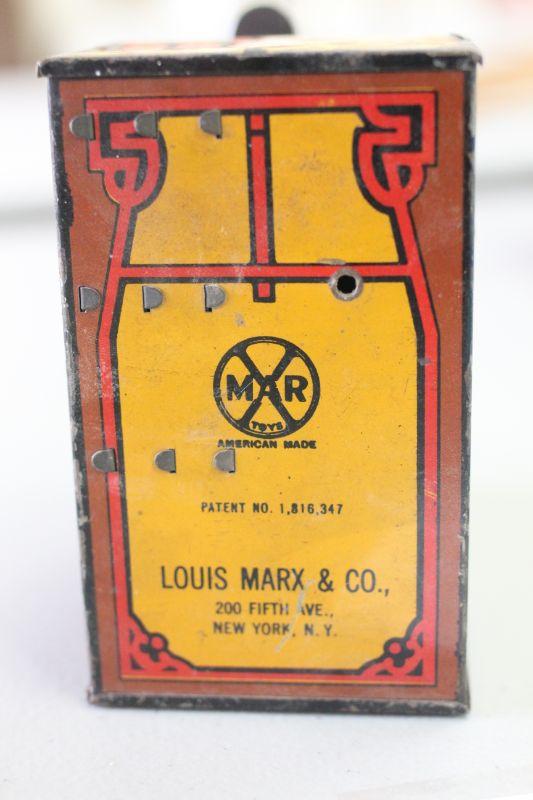 MAR
TOYS
AMERICAN MADE
PATENT NO. 1,816,347
LOUIS MARX & CO.,
200 FIFTH AVE.,
NEW YORK, N.Y.